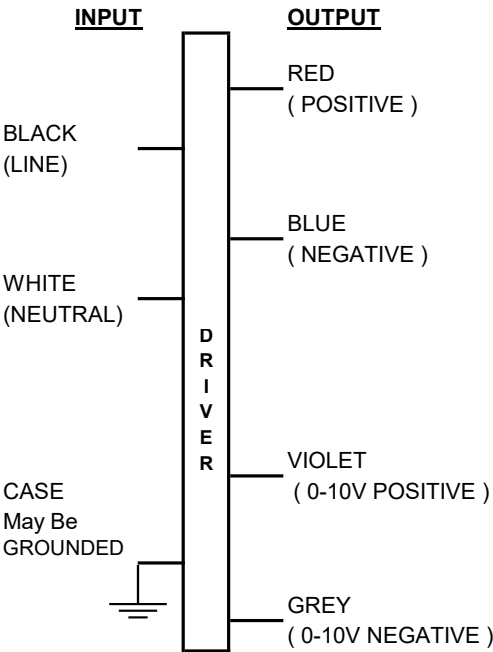 INPUT
OUTPUT
RED
( POSITIVE )
BLACK
(LINE)
BLUE
( NEGATIVE )
WHITE
(NEUTRAL)
D
R
I
V
E
R
VIOLET
( 0-10V POSITIVE )
CASE
May Be
GROUNDED
GREY
( 0-10V NEGATIVE )